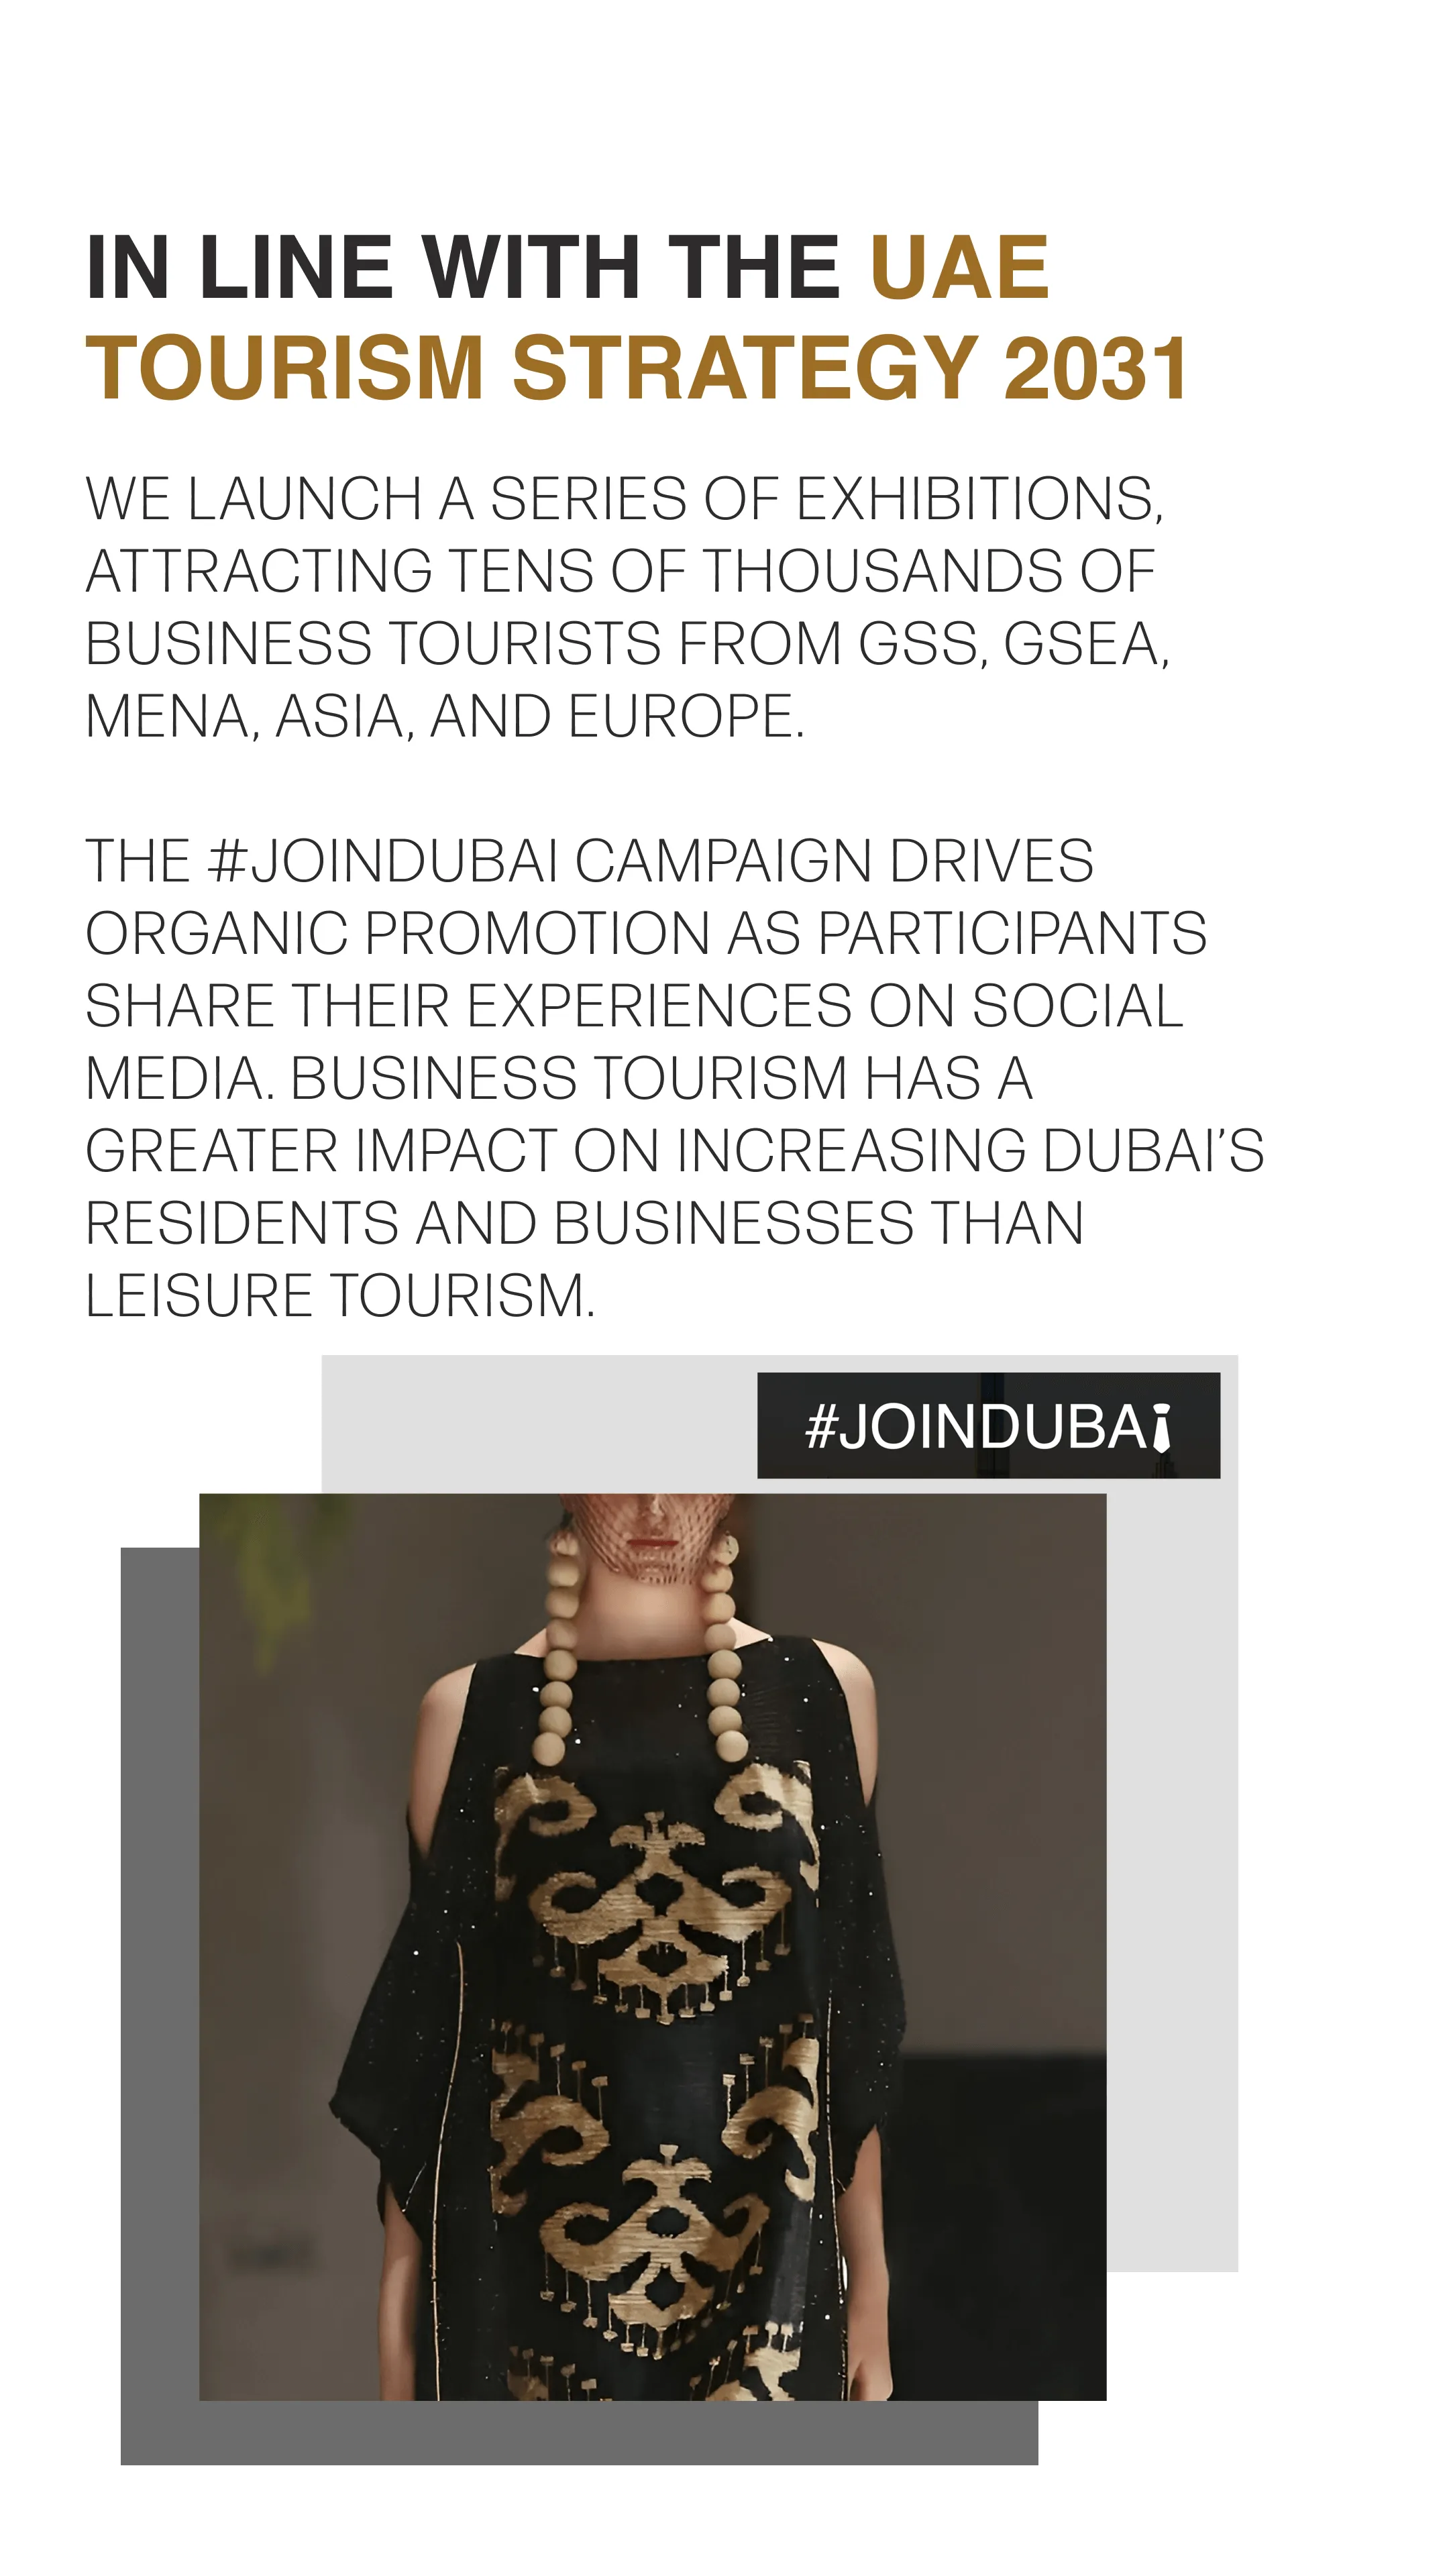 IN LINE WITH THE UAE
TOURISM STRATEGY 2031
WE LAUNCH A SERIES OF EXHIBITIONS,
ATTRACTING TENS OF THOUSANDS OF
BUSINESS TOURISTS FROM GSS, GSEA,
MENA, ASIA, AND EUROPE.
THE #JOINDUBAI CAMPAIGN DRIVES
ORGANIC PROMOTION AS PARTICIPANTS
SHARE THEIR EXPERIENCES ON SOCIAL
MEDIA. BUSINESS TOURISM HAS A
GREATER IMPACT ON INCREASING DUBAI’S
RESIDENTS AND BUSINESSES THAN
LEISURE TOURISM.
#JOINDUBAI